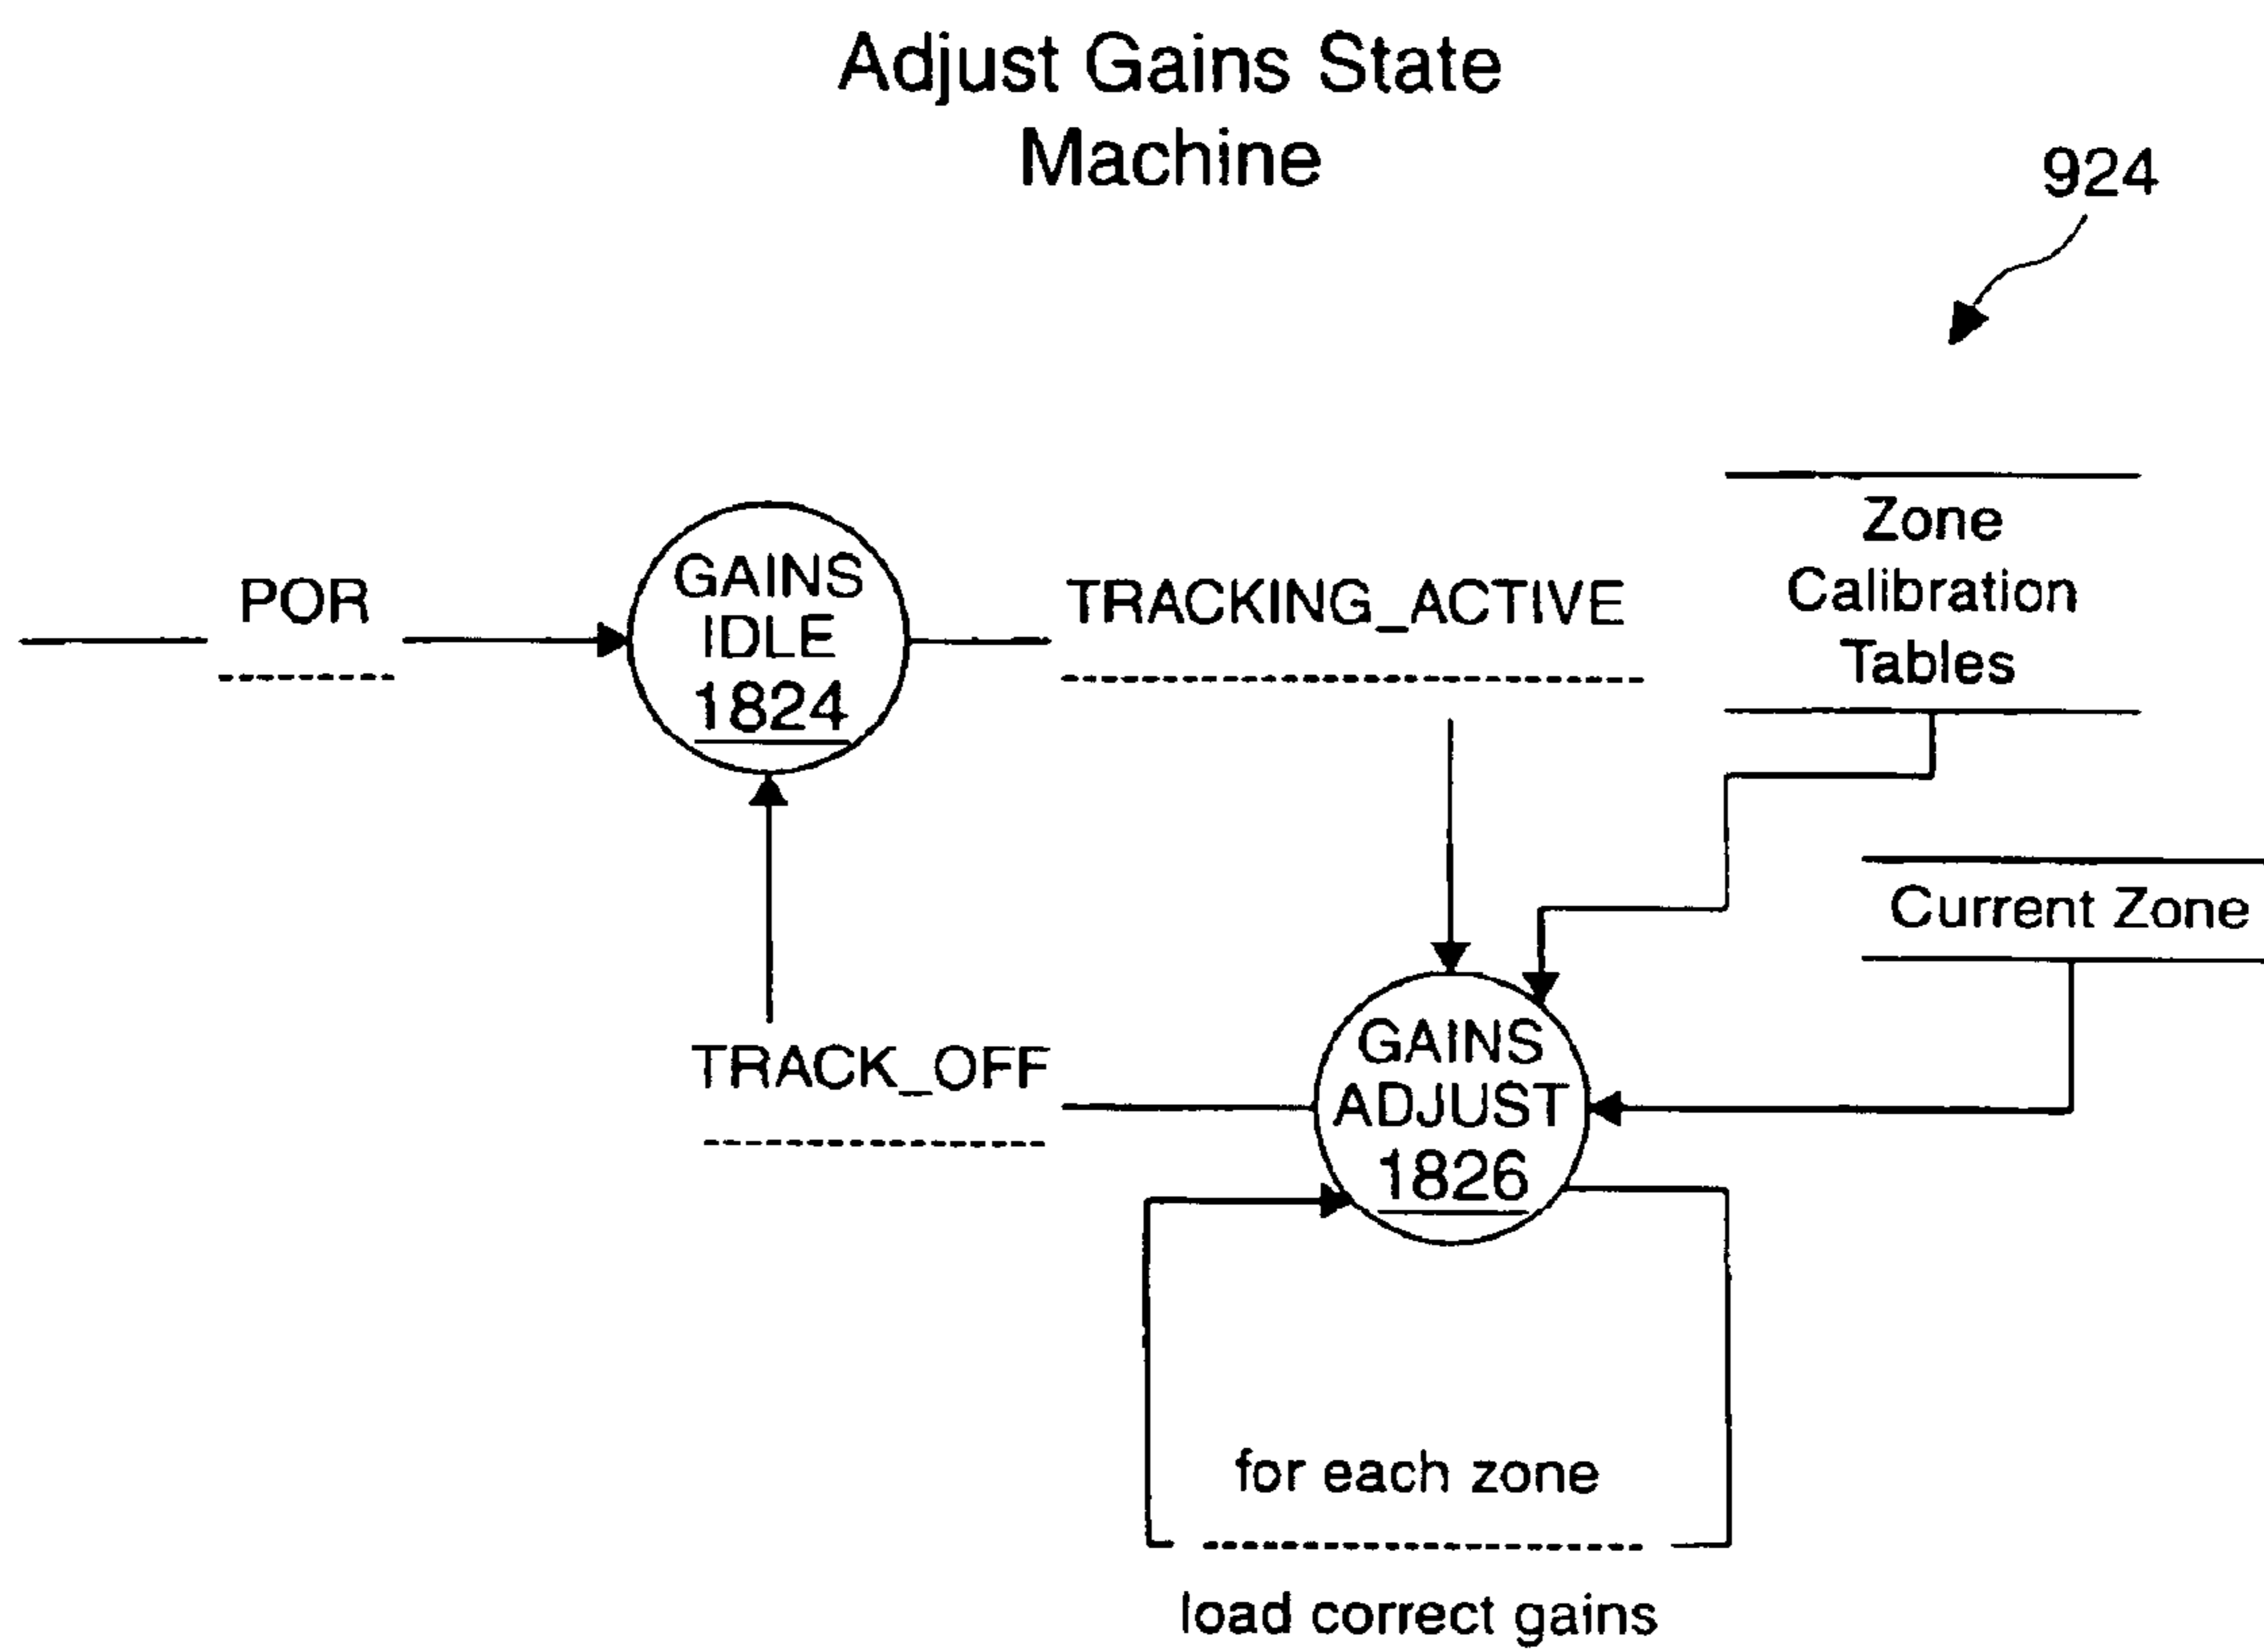 Adjust Gains State
Machine
924
POR
GAINS
IDLE
1824
TRACKING_ACTIVE
Zone
Calibration
Tables
Current Zone
TRACK_OFF
GAINS
ADJUST
1826
for each zone
load correct gains